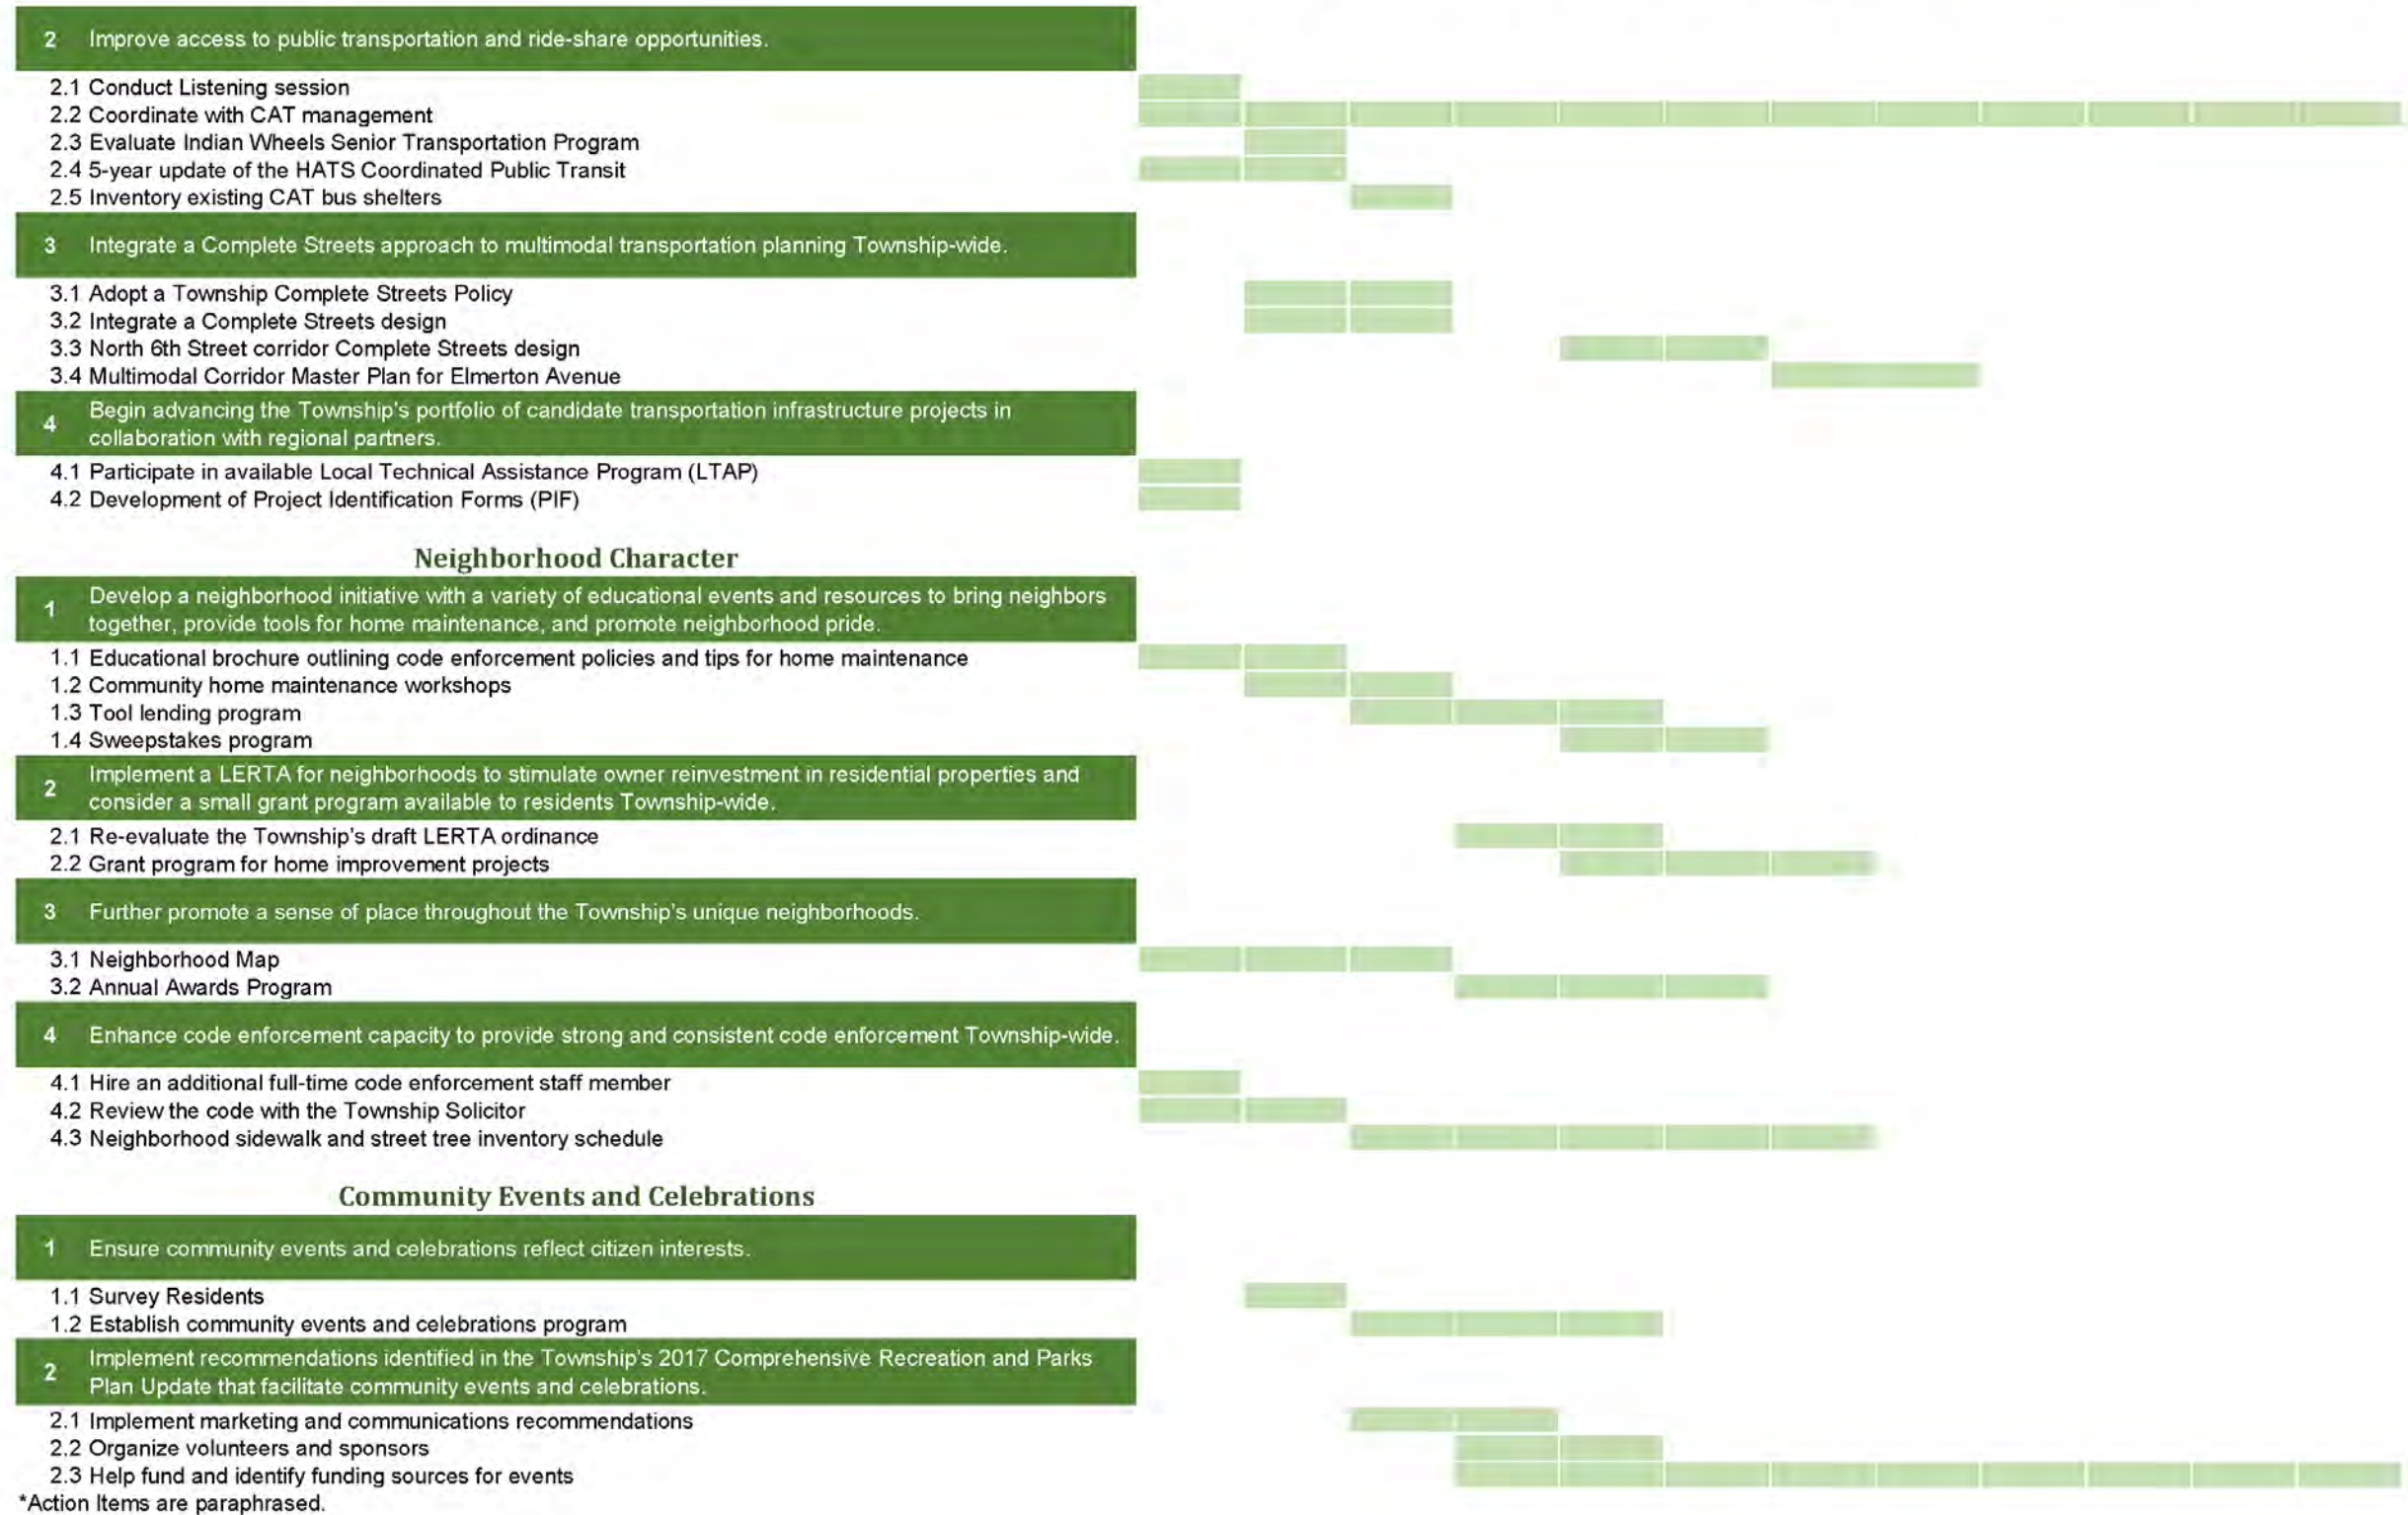 2 Improve access to public transportation and ride-share opportunities.
2.1 Conduct Listening session
2.2 Coordinate with CAT management
2.3 Evaluate Indian Wheels Senior Transportation Program
2.4 5-year update of the HATS Coordinated Public Transit
2.5 Inventory existing CAT bus shelters
3 Integrate a Complete Streets approach to multimodal transportation planning Township-wide.
3.1 Adopt a Township Complete Streets Policy
3.2 Integrate a Complete Streets design
3.3 North 6th Street corridor Complete Streets design
3.4 Multimodal Corridor Master Plan for Elmerton Avenue
4 Begin advancing the Township's portfolio of candidate transportation infrastructure projects in
collaboration with regional partners.
4.1 Participate in available Local Technical Assistance Program (LTAP)
4.2 Development of Project Identification Forms (PIF)
Neighborhood Character
1 Develop a neighborhood initiative with a variety of educational events and resources to bring neighbors
together, provide tools for home maintenance, and promote neighborhood pride.
1.1 Educational brochure outlining code enforcement policies and tips for home maintenance
1.2 Community home maintenance workshops
1.3 Tool lending program
1.4 Sweepstakes program
2 Implement a LERTA for neighborhoods to stimulate owner reinvestment in residential properties and
consider a small grant program available to residents Township-wide.
2.1 Re-evaluate the Township's draft LERTA ordinance
2.2 Grant program for home improvement projects
3 Further promote a sense of place throughout the Township's unique neighborhoods.
3.1 Neighborhood Map
3.2 Annual Awards Program
4 Enhance code enforcement capacity to provide strong and consistent code enforcement Township-wide.
4.1 Hire an additional full-time code enforcement staff member
4.2 Review the code with the Township Solicitor
4.3 Neighborhood sidewalk and street tree inventory schedule
Community Events and Celebrations
1 Ensure community events and celebrations reflect citizen interests.
1.1 Survey Residents
1.2 Establish community events and celebrations program
2 Implement recommendations identified in the Township's 2017 Comprehensive Recreation and Parks
Plan Update that facilitate community events and celebrations.
2.1 Implement marketing and communications recommendations
2.2 Organize volunteers and sponsors
2.3 Help fund and identify funding sources for events
*Action Items are paraphrased.